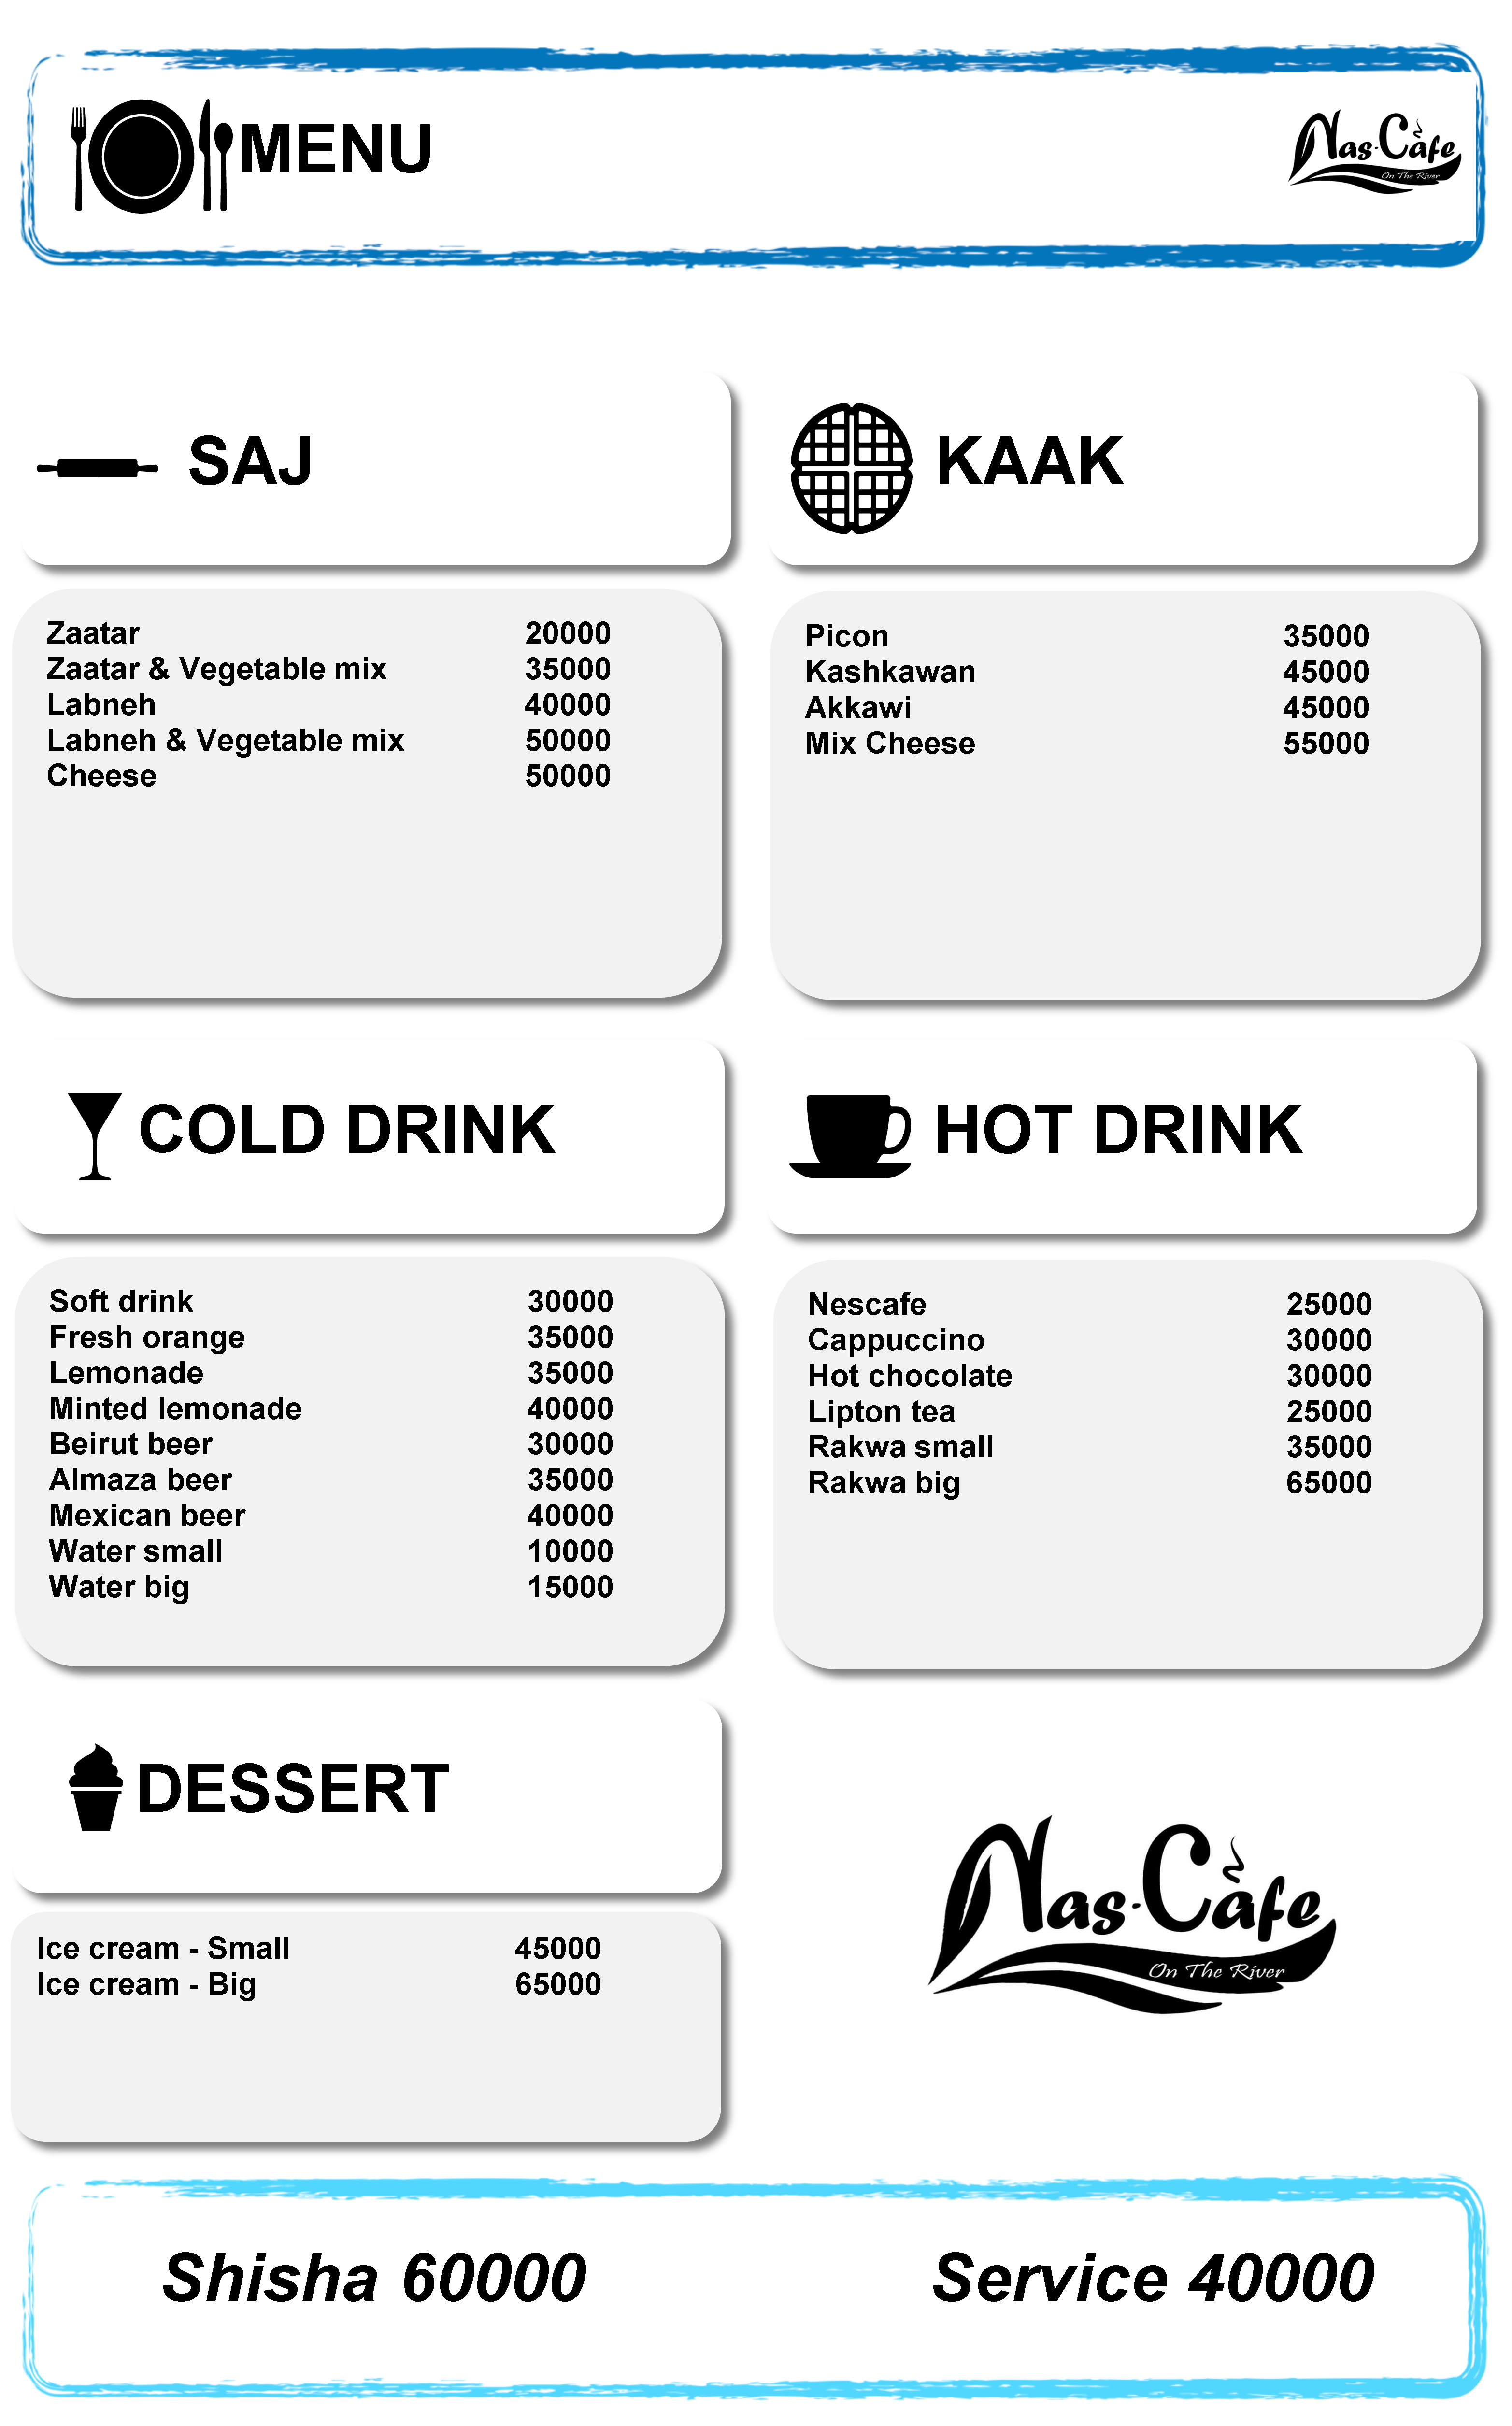 MENU
Nas-Cafe
On The River
SAJ
Zaatar 20000
Zaatar & Vegetable mix 35000
Labneh 40000
Labneh & Vegetable mix 50000
Cheese 50000
KAAK
Picon 35000
Kashkawan 45000
Akkawi 45000
Mix Cheese 55000
COLD DRINK
Soft drink 30000
Fresh orange 35000
Lemonade 35000
Minted lemonade 40000
Beirut beer 30000
Almaza beer 35000
Mexican beer 40000
Water small 10000
Water big 15000
HOT DRINK
Nescafe 25000
Cappuccino 30000
Hot chocolate 30000
Lipton tea 25000
Rakwa small 35000
Rakwa big 65000
DESSERT
Ice cream - Small 45000
Ice cream - Big 65000
Nas-Cafe
On The River
Shisha 60000
Service 40000